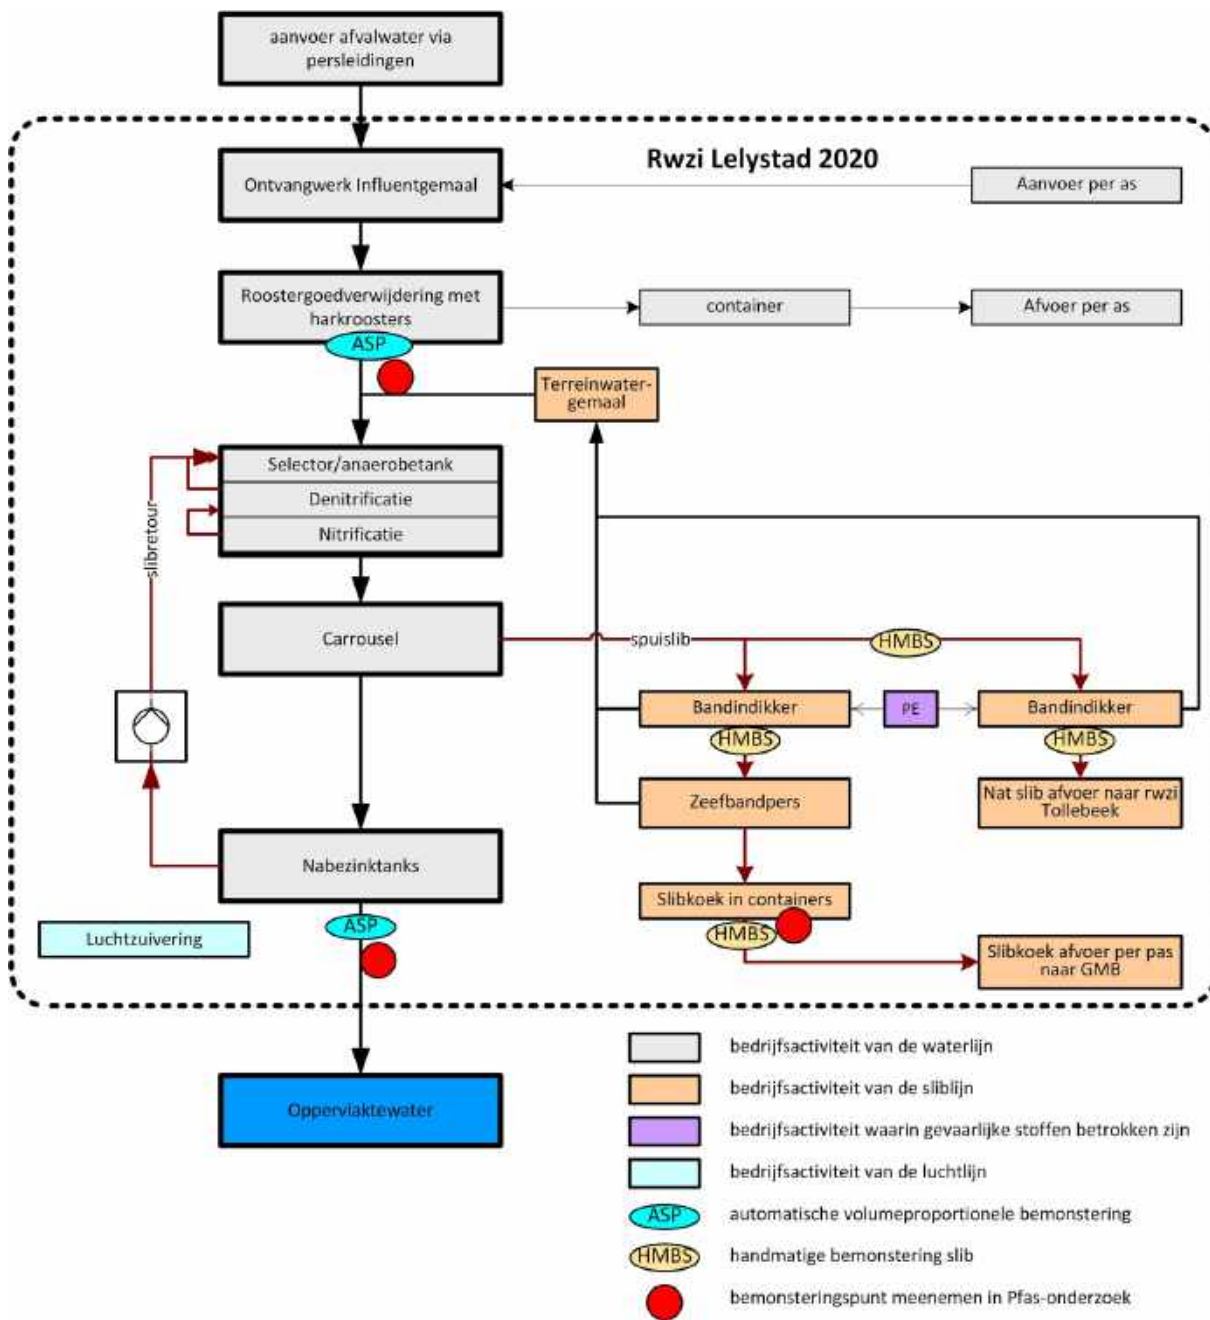 aanvoer afvalwater via
persleidingen
Rwzi Lelystad 2020
Ontvangwerk Influentgemaal
Aanvoer per as
Roostergoedverwijdering met
harkroosters
container
Afvoer per as
ASP
Terreinwater-
gemaal
Selector/anaerobetank
Denitrificatie
Nitrificatie
slibretour
Carrousel
spuislib
HMBS
Bandindikker
PE
Bandindikker
HMBS
HMBS
Zeefbandpers
Nat slib afvoer naar rwzi
Tollebeek
Nabezinktanks
Slibkoek in containers
ASP
HMBS
Luchtzuivering
Slibkoek afvoer per pas
naar GMB
Oppervlaktewater
bedrijfsactiviteit van de waterlijn
bedrijfsactiviteit van de sliblijn
bedrijfsactiviteit waarin gevaarlijke stoffen betrokken zijn
bedrijfsactiviteit van de luchtlijn
ASP
automatische volumeproportionele bemonstering
HMBS
handmatige bemonstering slib
bemonsteringspunt meenemen in Pfas-onderzoek